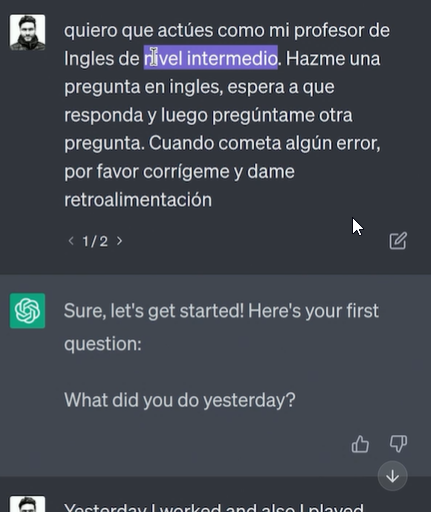 quiero que actúes como mi profesor de
Ingles de nivel intermedio. Hazme una
pregunta en ingles, espera a que
responda y luego pregúntame otra
pregunta. Cuando cometa algún error,
por favor corrígeme y dame
retroalimentación
< 1/2 >
Sure, let's get started! Here's your first
question:
What did you do yesterday?
Yesterday I worked and also I played